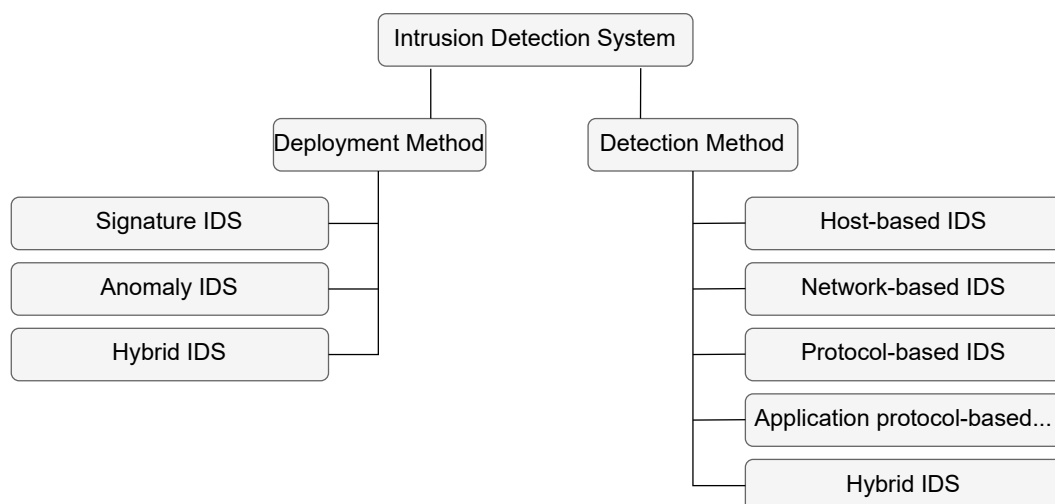 Intrusion Detection System
Deployment Method
Detection Method
Signature IDS
Anomaly IDS
Hybrid IDS
Host-based IDS
Network-based IDS
Protocol-based IDS
Application protocol-based...
Hybrid IDS